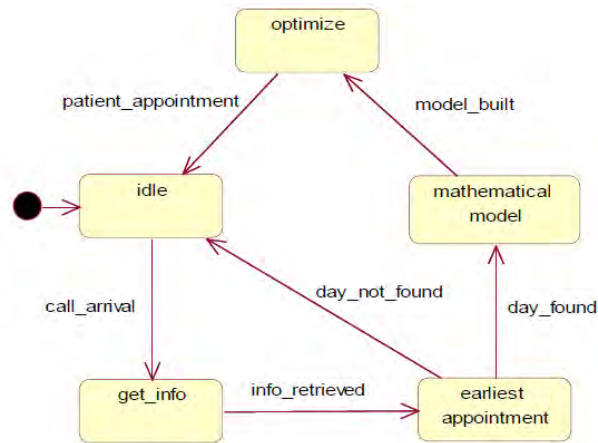 optimize
patient_appointment
model_built
idle
mathematical
model
day_not_found
call_arrival
day_found
get_info
info_retrieved
earliest
appointment